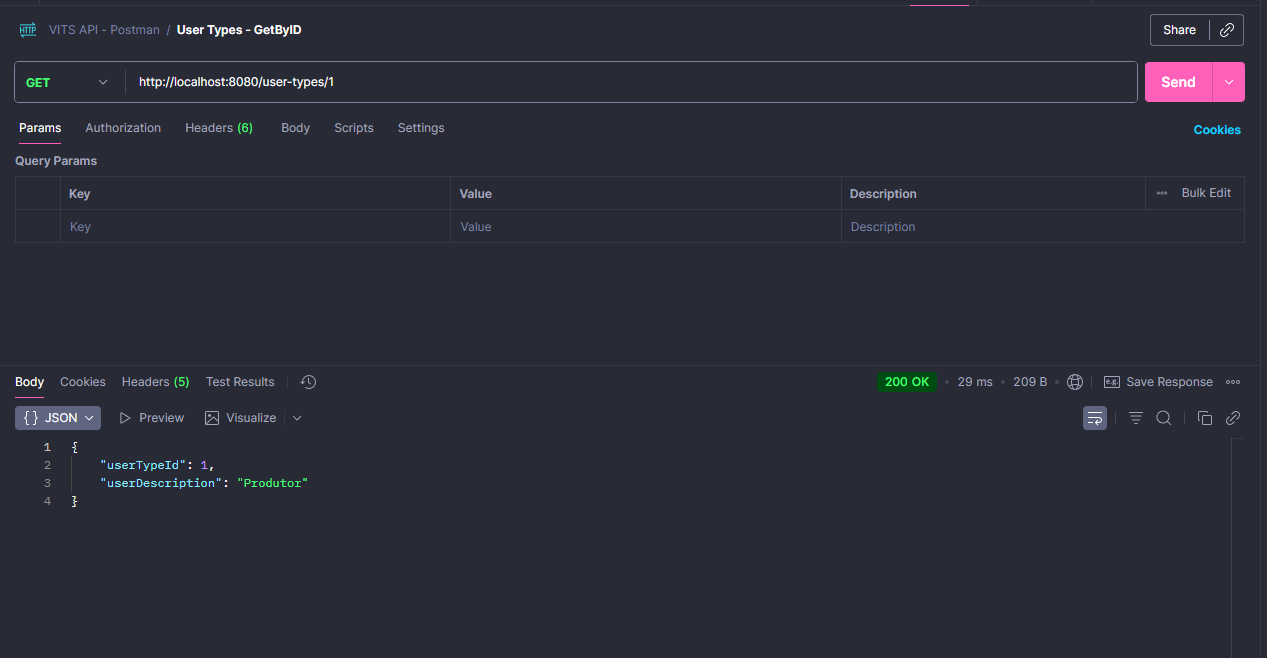 HTTP VITS API - Postman / User Types - GetByID Share
GET http://localhost:8080/user-types/1 Send
Params Authorization Headers (6) Body Scripts Settings Cookies
Query Params
Key Value Description Bulk Edit
Key Value Description
Body Cookies Headers (5) Test Results 200 OK • 29 ms • 209 B • e.g. Save Response
{} JSON Preview Visualize
1 {
2 "userTypeId": 1,
3 "userDescription": "Produtor"
4 }